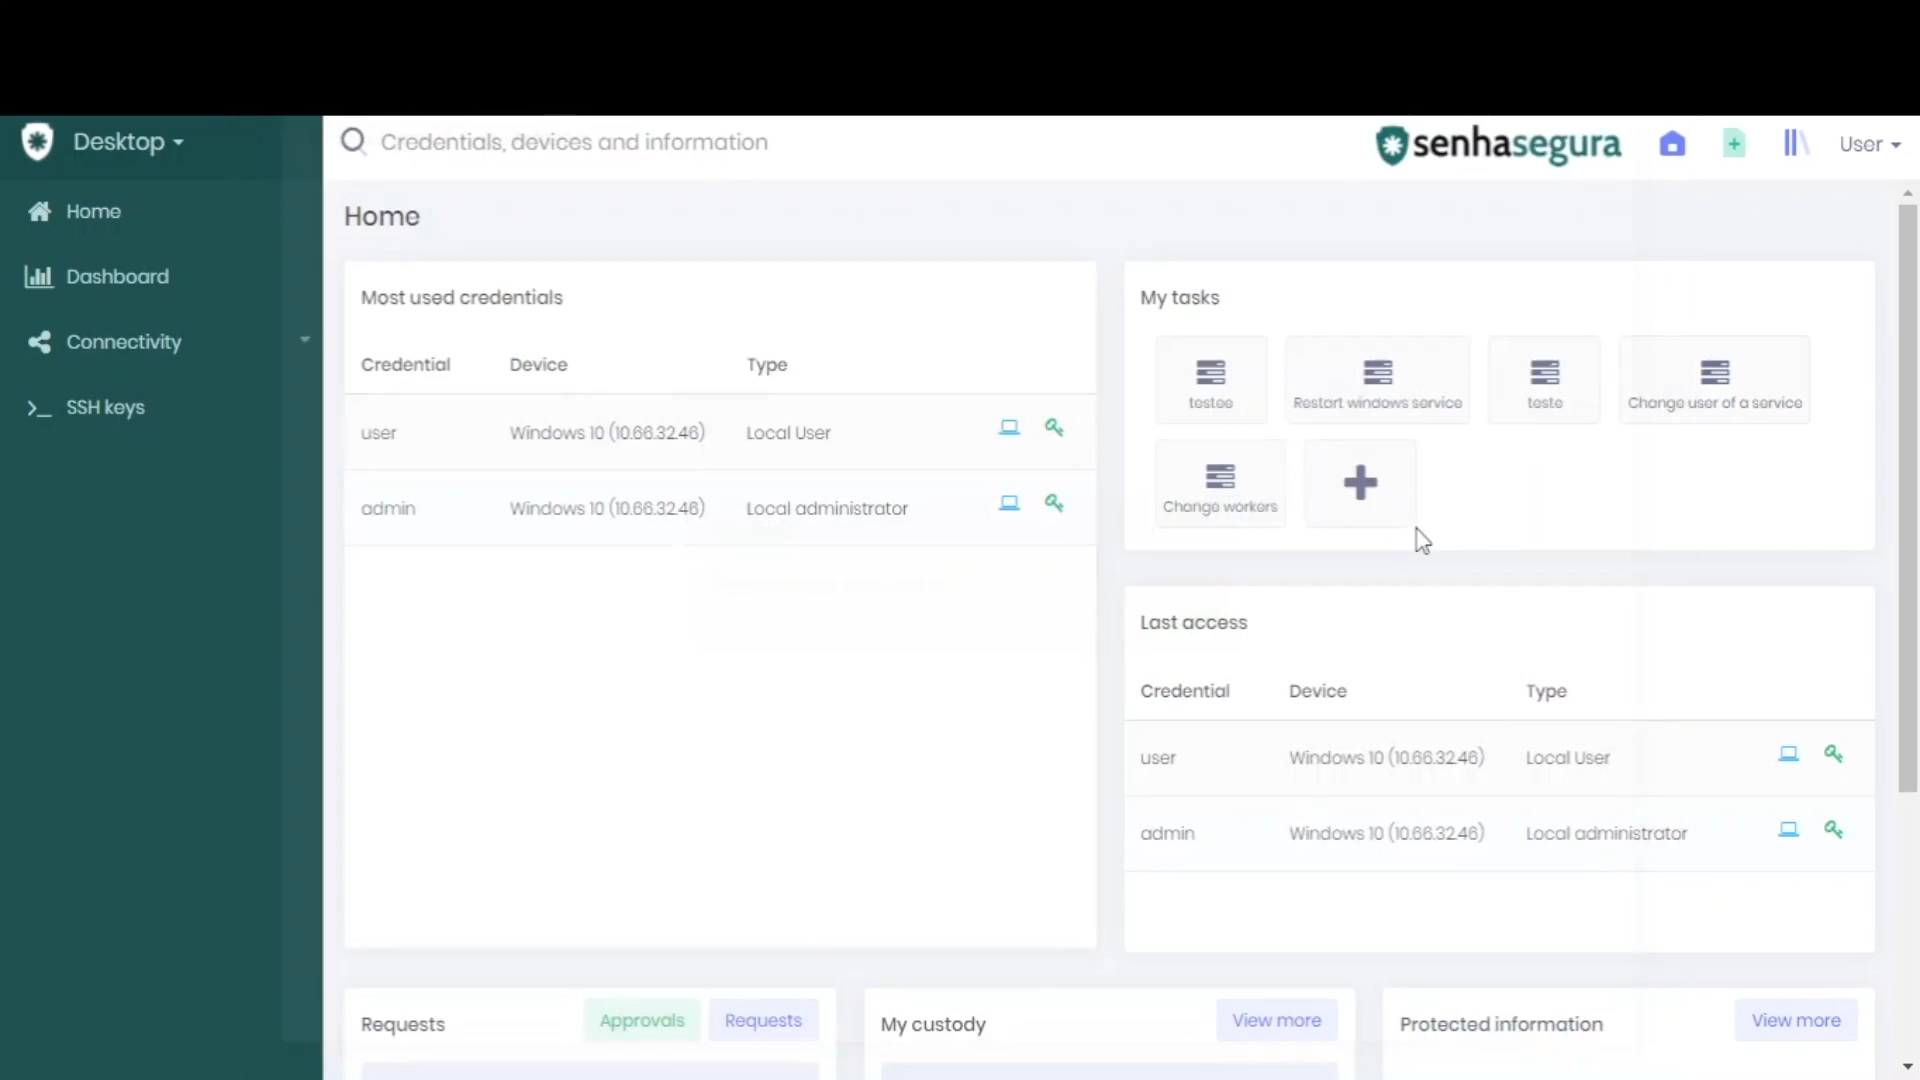 Desktop
Credentials, devices and information
senhasegura
User
Home
Dashboard
Connectivity
>_ SSH keys
Home
Most used credentials
Credential Device Type
user Windows 10 (10.66.32.46) Local User
admin Windows 10 (10.66.32.46) Local administrator
My tasks
testee Restart windows service teste Change user of a service
Change workers
Last access
Credential Device Type
user Windows 10 (10.66.32.46) Local User
admin Windows 10 (10.66.32.46) Local administrator
Requests Approvals Requests
My custody View more
Protected information View more